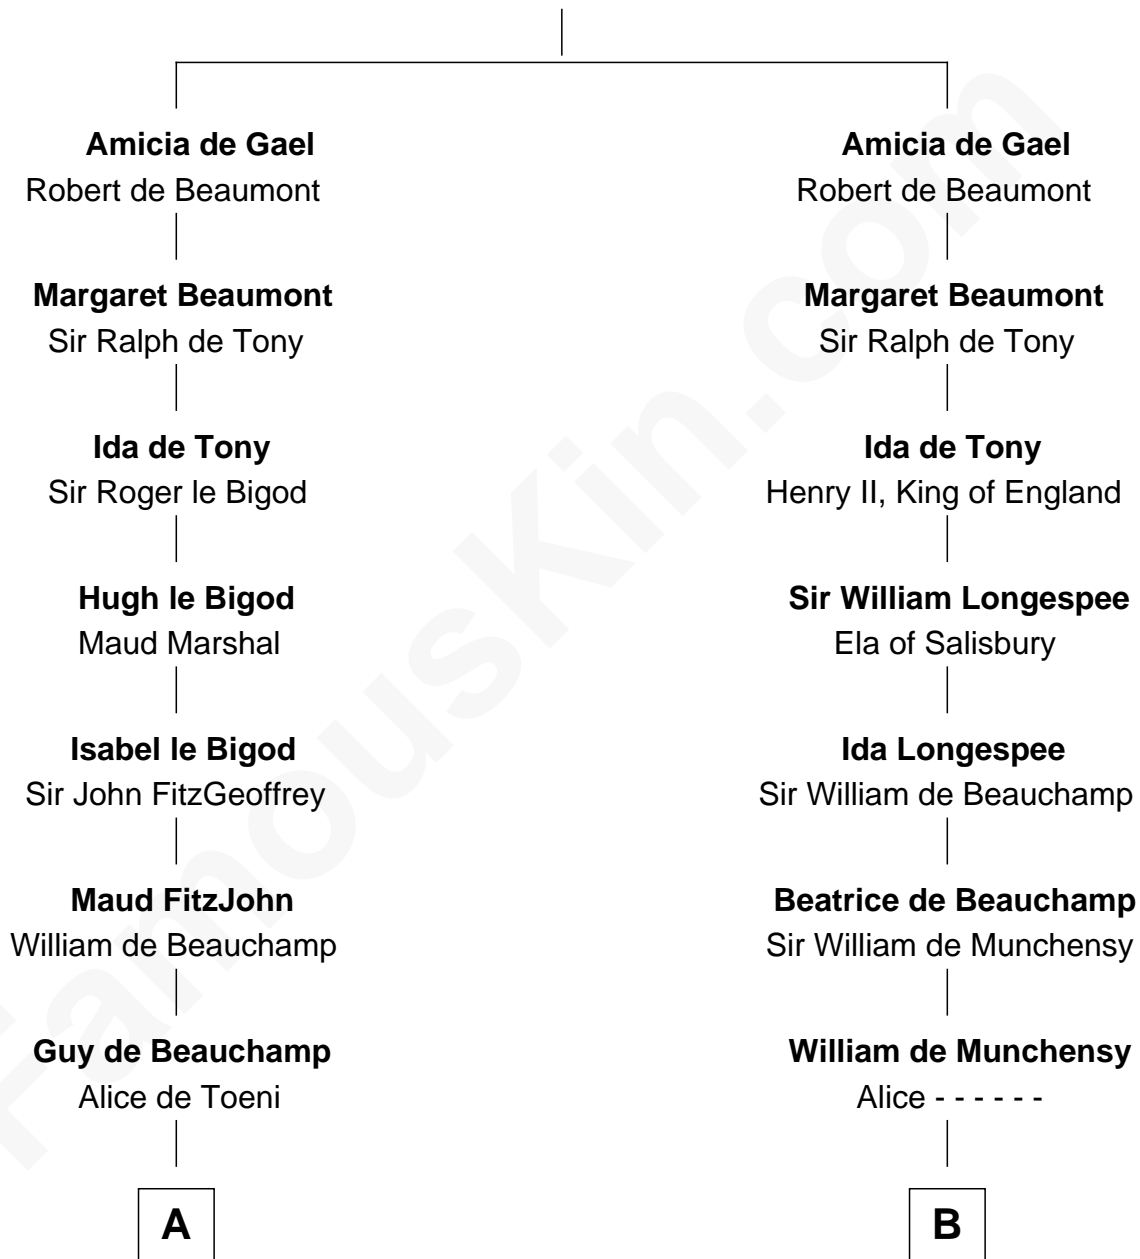 Amicia de Gael
Robert de Beaumont
Margaret Beaumont
Sir Ralph de Tony
Ida de Tony
Sir Roger le Bigod
Hugh le Bigod
Maud Marshal
Isabel le Bigod
Sir John FitzGeoffrey
Maud FitzJohn
William de Beauchamp
Guy de Beauchamp
Alice de Toeni
A
Amicia de Gael
Robert de Beaumont
Margaret Beaumont
Sir Ralph de Tony
Ida de Tony
Henry II, King of England
Sir William Longespee
Ela of Salisbury
Ida Longespee
Sir William de Beauchamp
Beatrice de Beauchamp
Sir William de Munchensy
William de Munchensy
Alice - - - - - -
B
FamousKin.com